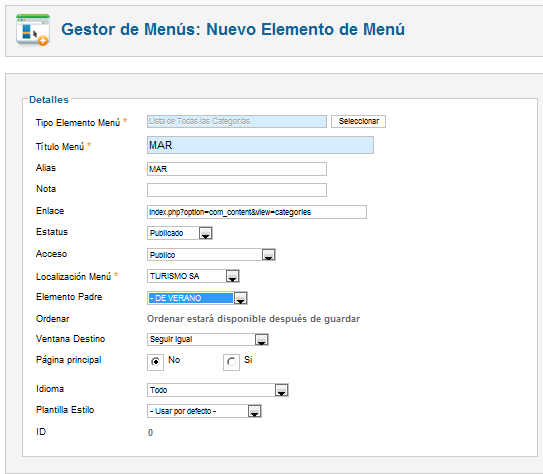 Gestor de Menús: Nuevo Elemento de Menú
Detalles
Tipo Elemento Menú * Lista de Todas las Categorías Seleccionar
Título Menú * MAR
Alias MAR
Nota
Enlace index.php?option=com_content&view=categories
Estatus Publicado
Acceso Publico
Localización Menú * TURISMO SA
Elemento Padre - DE VERANO
Ordenar Ordenar estará disponible después de guardar
Ventana Destino Seguir Igual
Página principal No Si
Idioma Todo
Plantilla Estilo - Usar por defecto -
ID 0